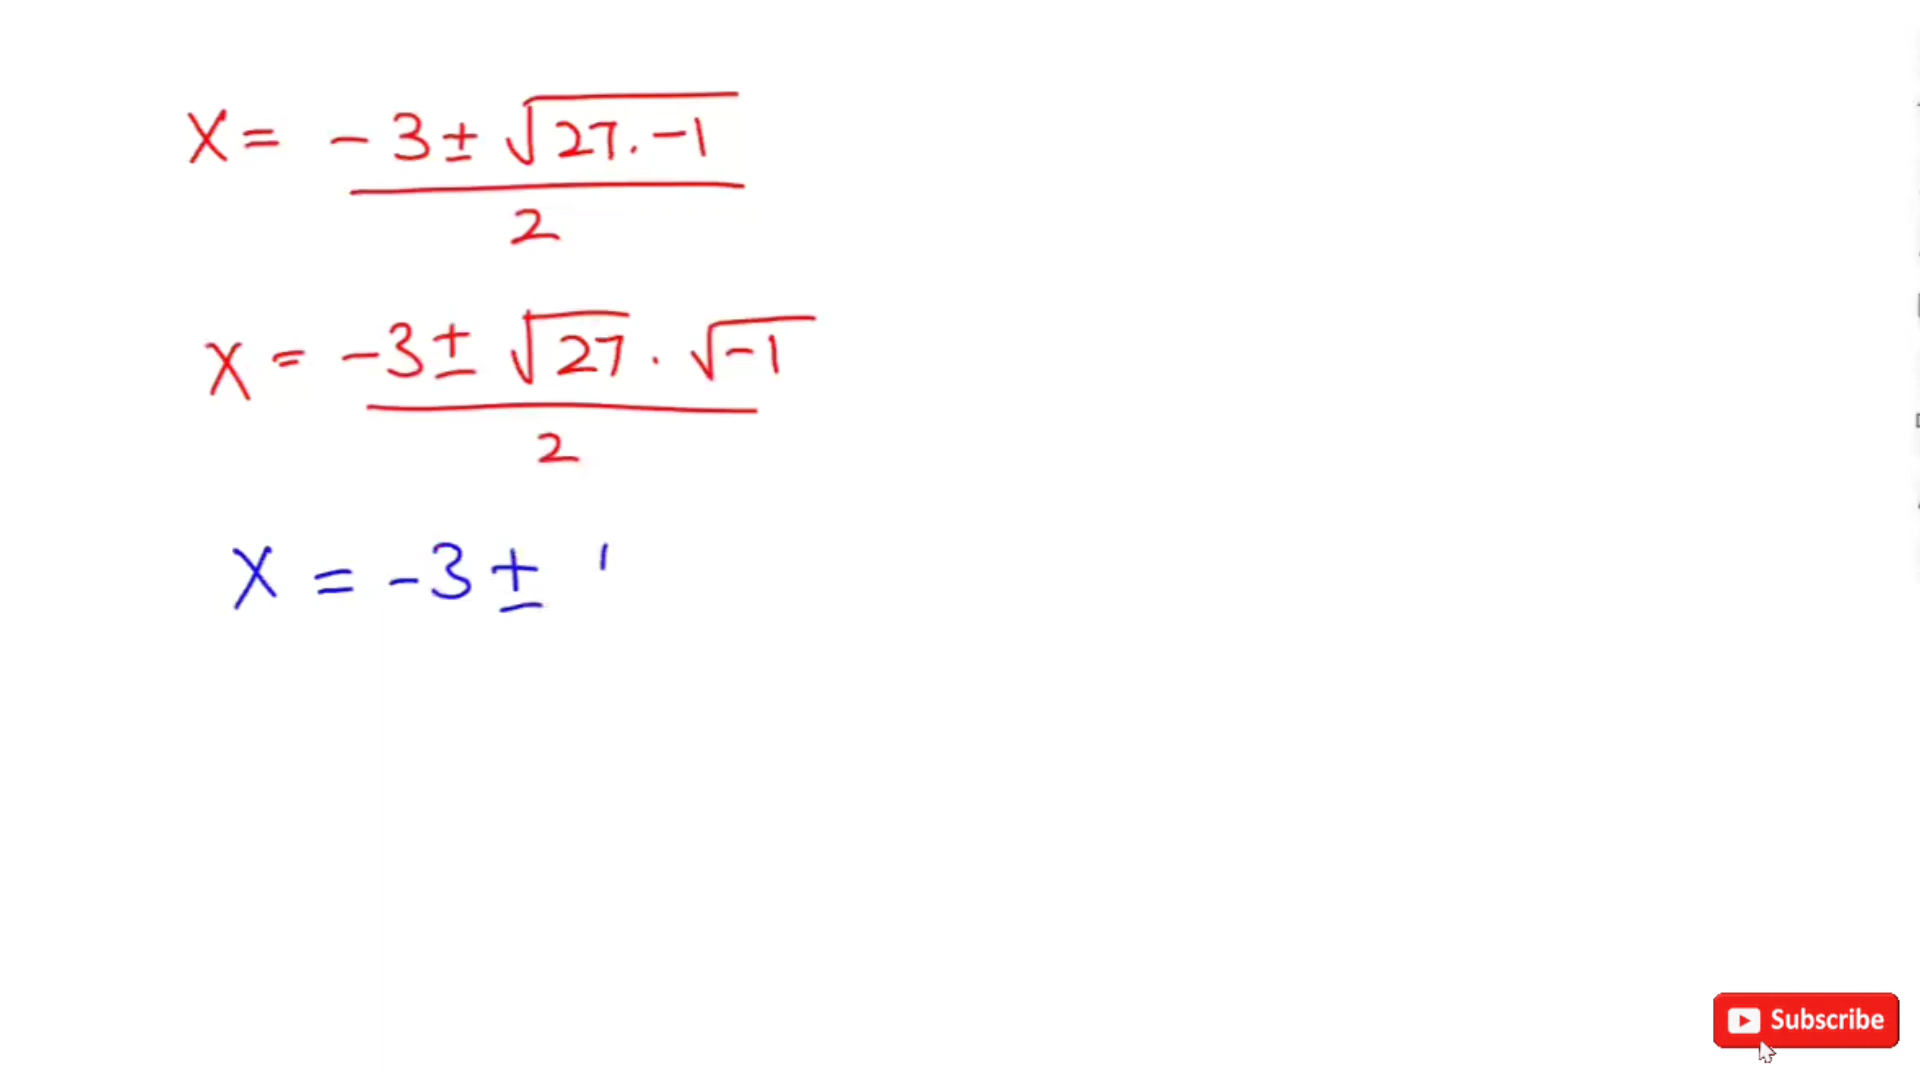 X = -3 ± √27 . -1
2
X = -3 ± √27 . √-1
2
X = -3 ±
Subscribe